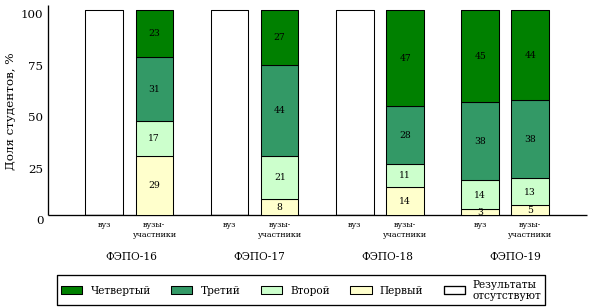 Доля студентов, %
100
75
50
25
0
23
31
17
29
27
44
21
8
47
28
11
14
45
38
14
3
44
38
13
5
вуз
вузы-
участники
вуз
вузы-
участники
вуз
вузы-
участники
вуз
вузы-
участники
ФЭПО-16
ФЭПО-17
ФЭПО-18
ФЭПО-19
Четвертый
Третий
Второй
Первый
Результаты
отсутствуют